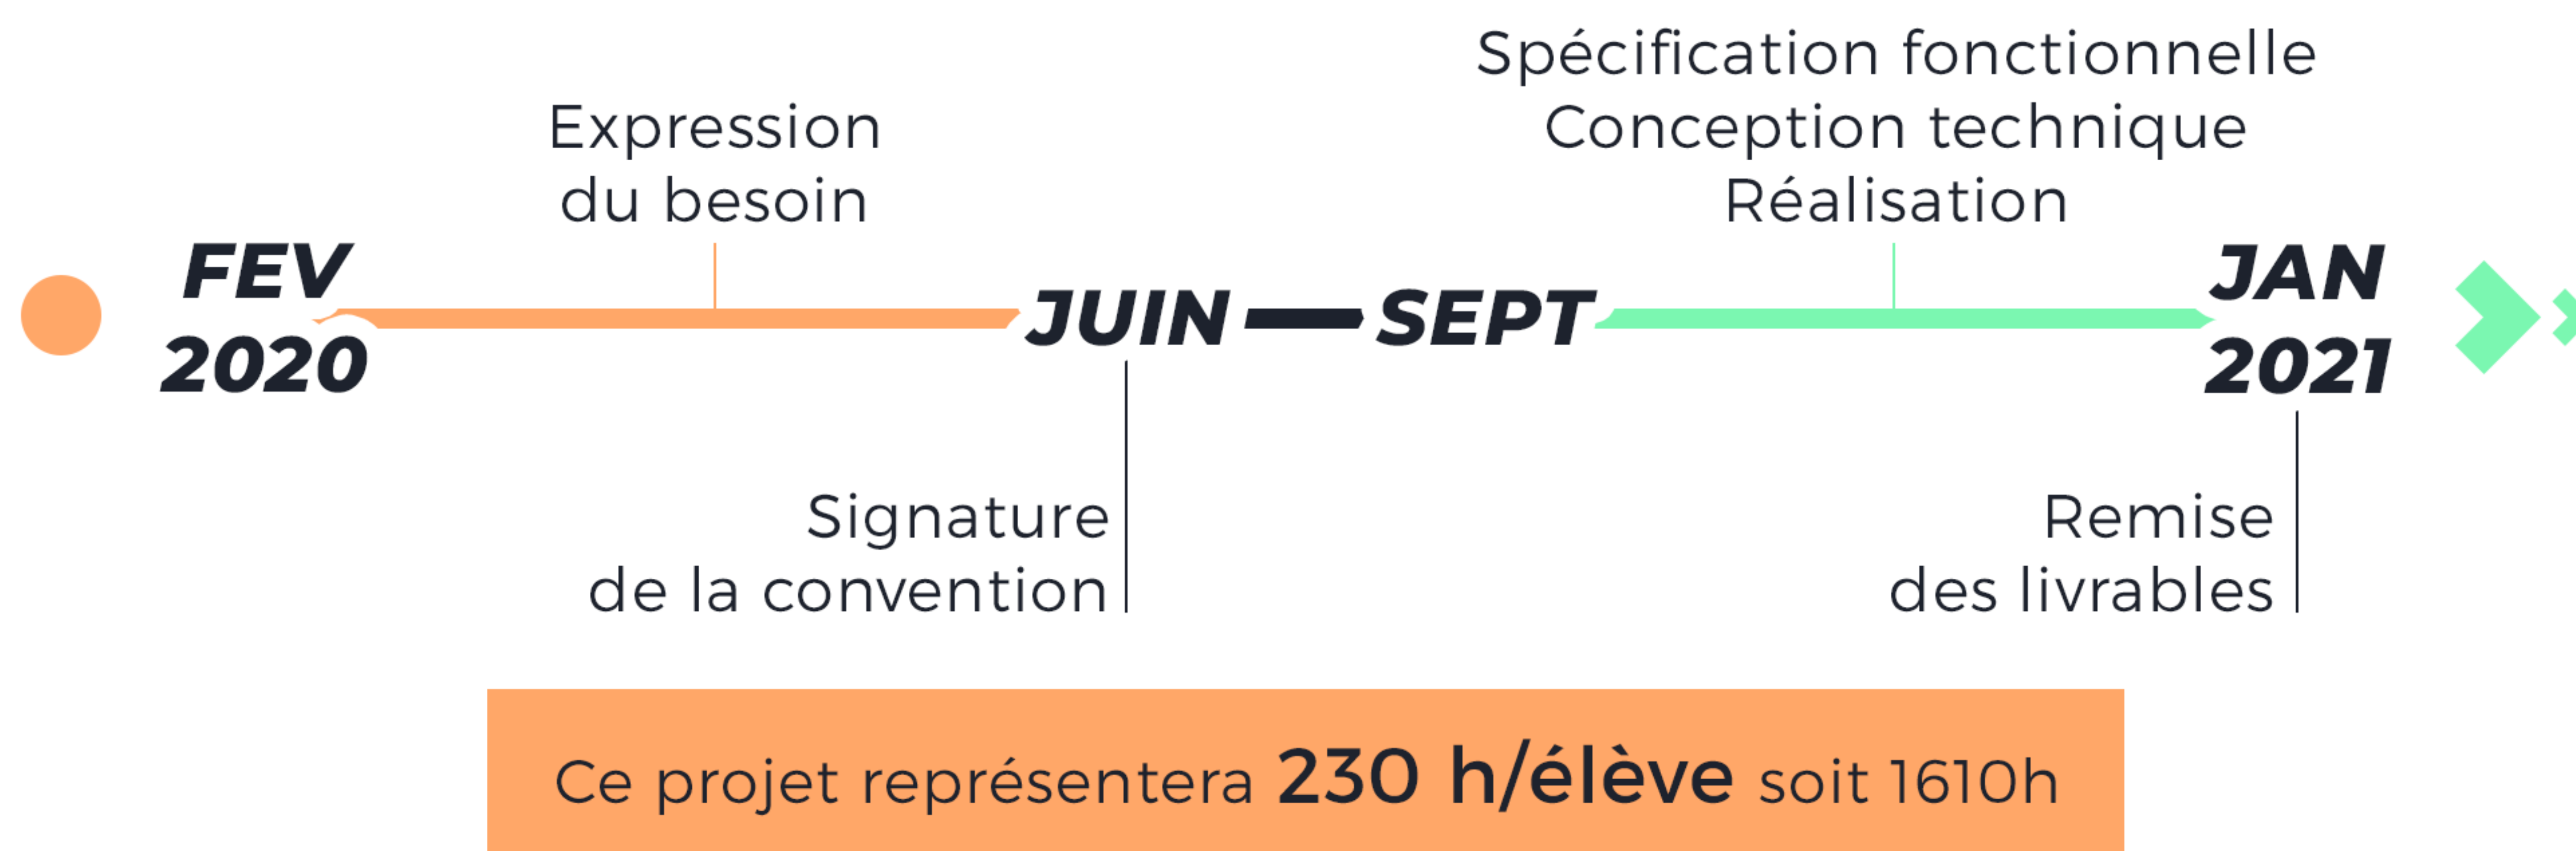 Spécification fonctionnelle
Conception technique
Réalisation
Expression
du besoin
FEV
2020
JUIN
SEPT
JAN
2021
Signature
de la convention
Remise
des livrables
Ce projet représentera 230 h/élève soit 1610h